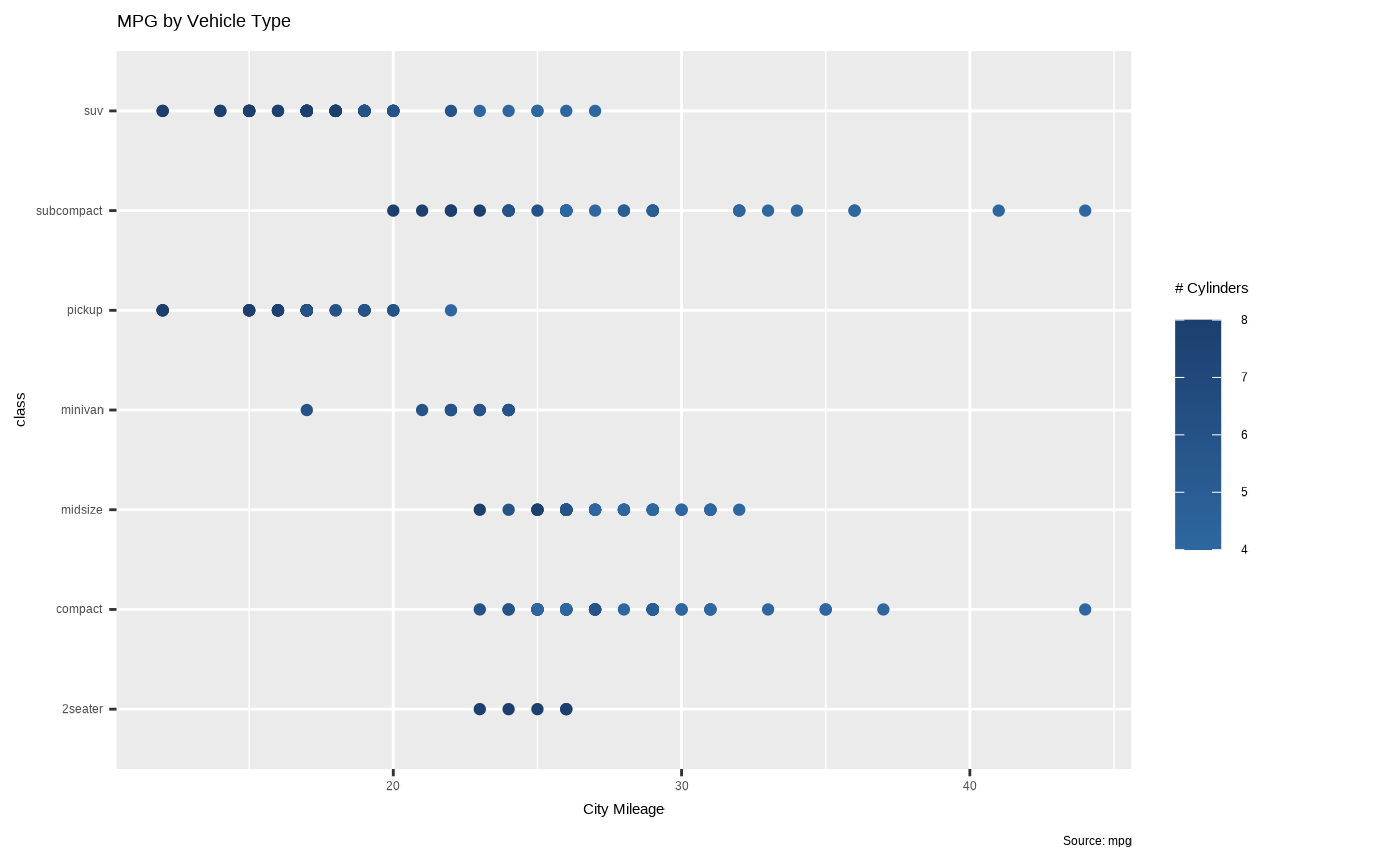 MPG by Vehicle Type
suv
subcompact
pickup
minivan
midsize
compact
2seater
class
20
30
40
City Mileage
# Cylinders
8
7
6
5
4
Source: mpg